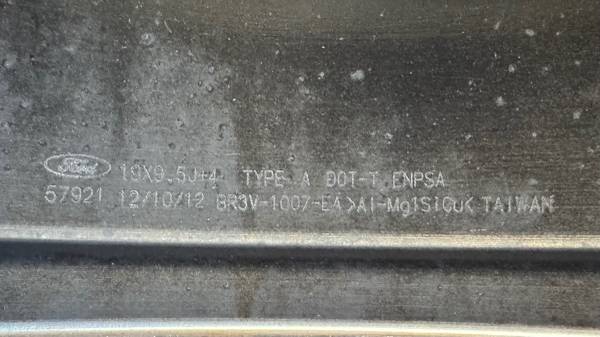 Ford 19X9.5J+4 TYPE A DOT-T ENPSA
57921 12/10/12 BR3V-1007-EA >Al-Mg1SiCu< TAIWAN